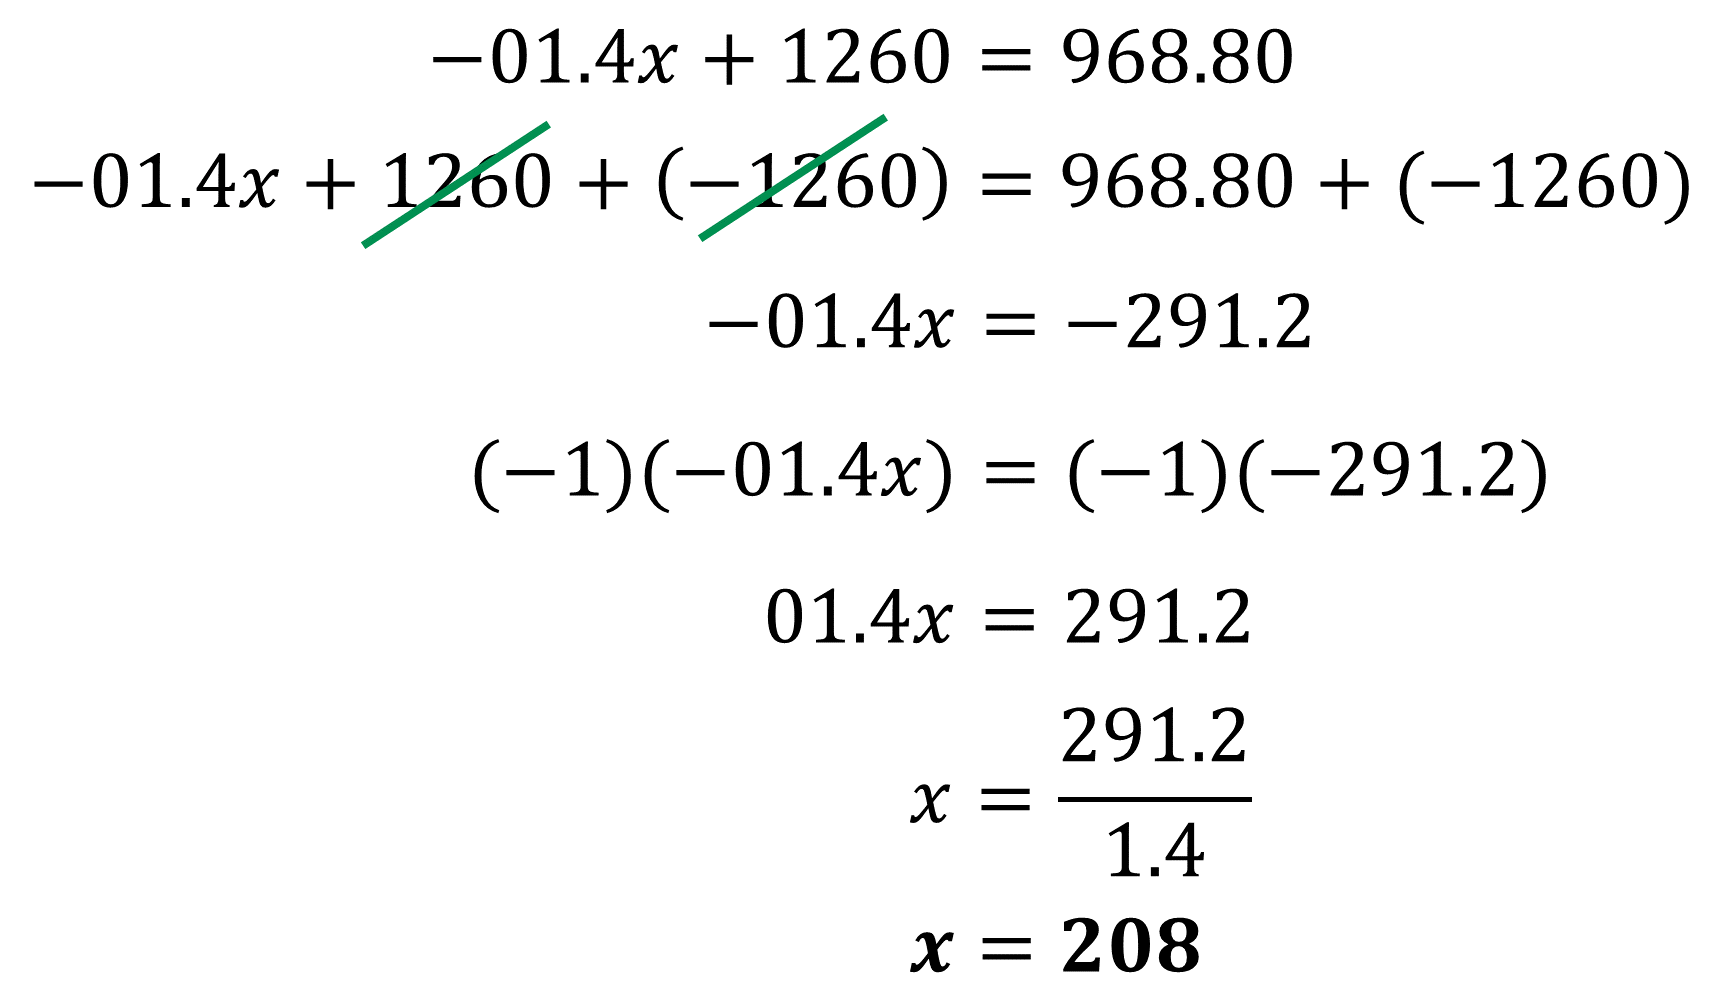 −01.4x + 1260 = 968.80
−01.4x + 1260 + (−1260) = 968.80 + (−1260)
−01.4x = −291.2
(−1)(−01.4x) = (−1)(−291.2)
01.4x = 291.2
x = 291.2/1.4
x = 208